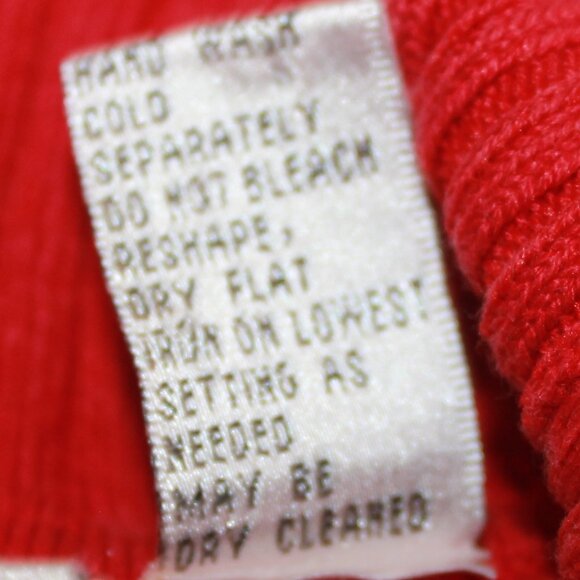 HAND WASH
COLD
SEPARATELY
DO NOT BLEACH
RESHAPE,
DRY FLAT
IRON ON LOWEST
SETTING AS
NEEDED
MAY BE
DRY CLEANED